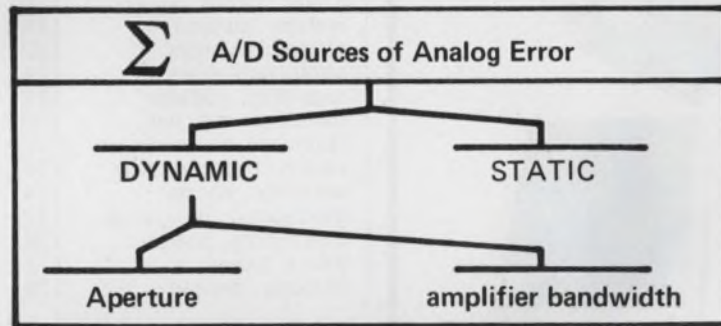 ∑ A/D Sources of Analog Error
DYNAMIC STATIC
Aperture amplifier bandwidth